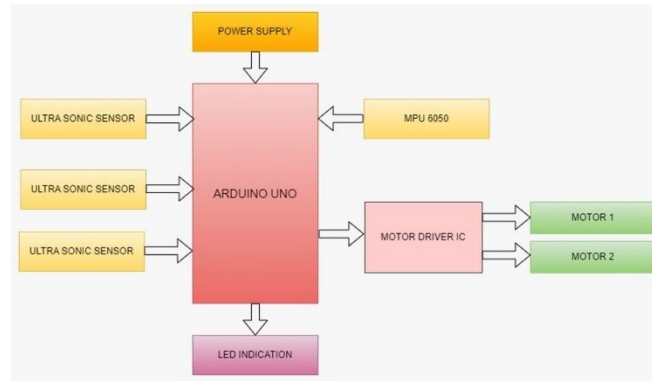 POWER SUPPLY
ULTRA SONIC SENSOR
MPU 6050
ULTRA SONIC SENSOR
ARDUINO UNO
MOTOR 1
MOTOR DRIVER IC
ULTRA SONIC SENSOR
MOTOR 2
LED INDICATION